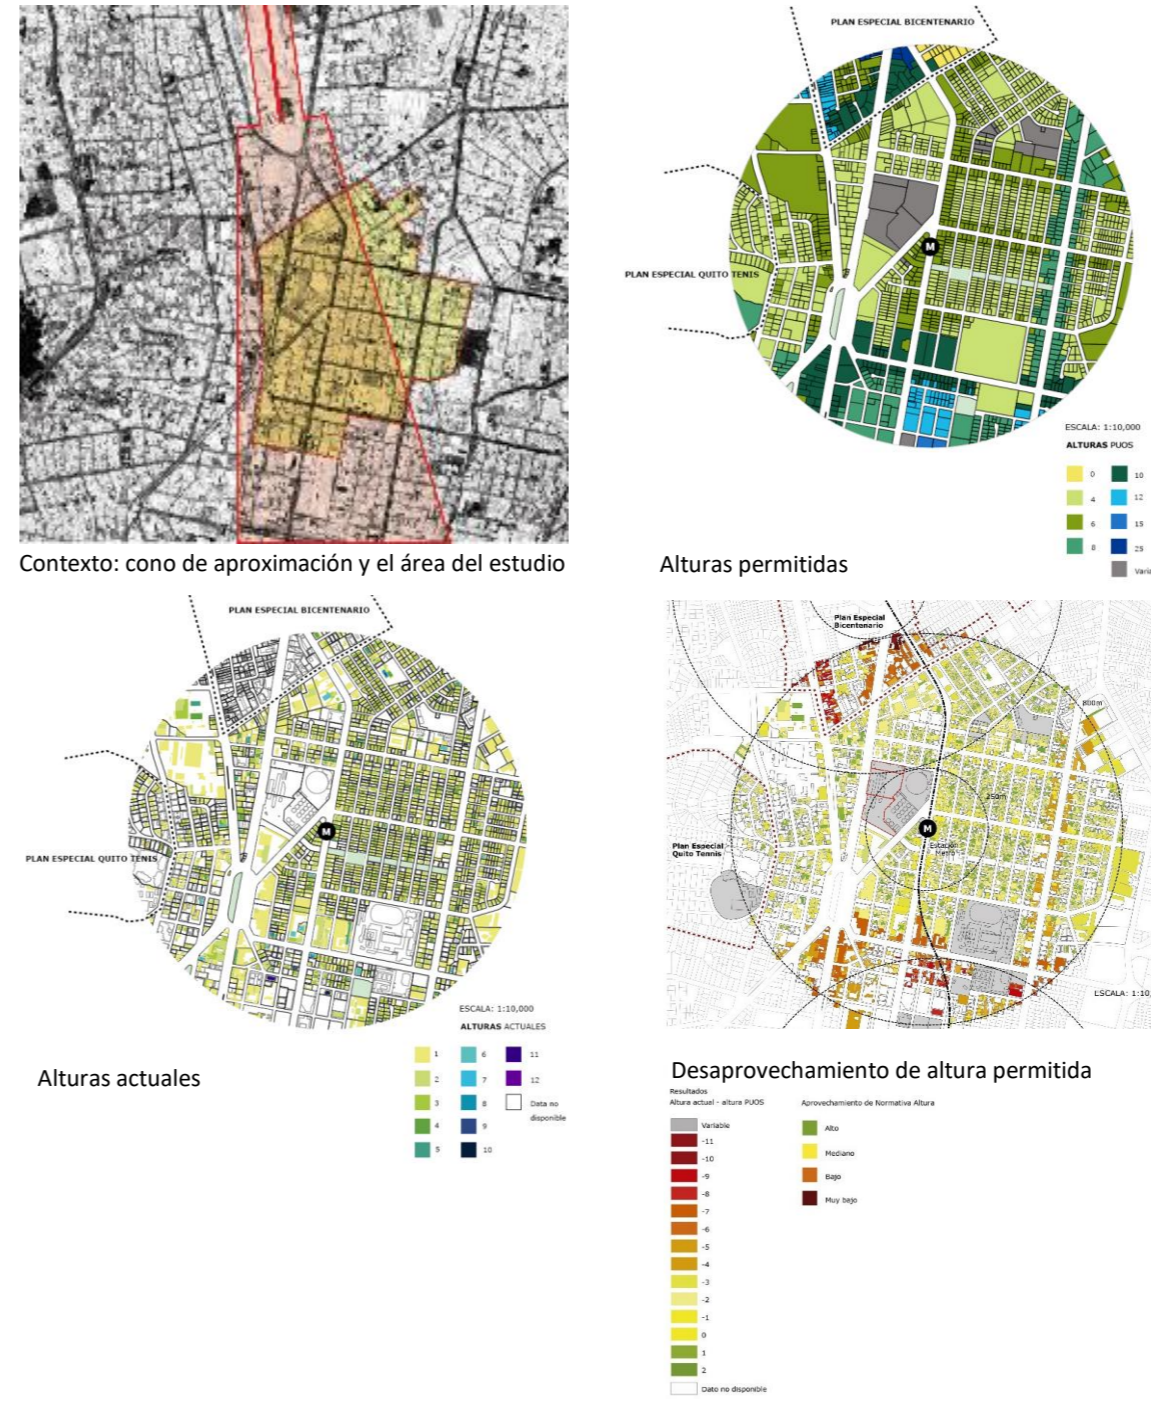 Contexto: cono de aproximación y el área del estudio
PLAN ESPECIAL BICENTENARIO
PLAN ESPECIAL QUITO TENIS
M
ESCALA: 1:10,000
ALTURAS PUOS
0
4
6
8
10
12
15
25
Alturas permitidas
PLAN ESPECIAL BICENTENARIO
PLAN ESPECIAL QUITO TENIS
M
ESCALA: 1:10,000
ALTURAS ACTUALES
1
2
3
4
5
6
7
8
9
10
11
12
Data no
disponible
Alturas actuales
Plan Especial
Bicentenario
800m
250m
M
Estación
Metro
Plan Especial
Quito Tennis
ESCALA: 1:10,
Desaprovechamiento de altura permitida
Resultados
Altura actual - altura PUOS
Variable
-11
-10
-9
-8
-7
-6
-5
-4
-3
-2
-1
0
1
2
Dato no disponible
Aprovechamiento de Normativa Altura
Alto
Mediano
Bajo
Muy bajo